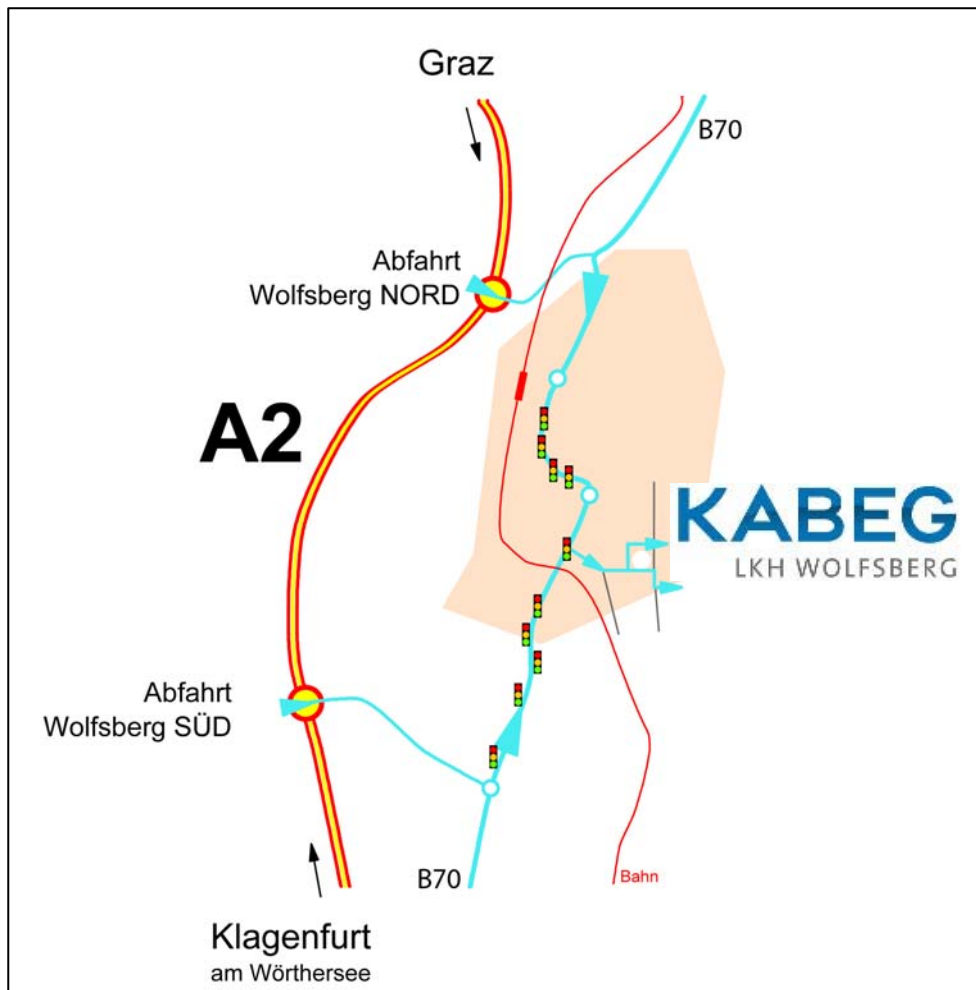 Graz
B70
Abfahrt
Wolfsberg NORD
A2
KABEG
LKH WOLFSBERG
Abfahrt
Wolfsberg SÜD
B70
Bahn
Klagenfurt
am Wörthersee